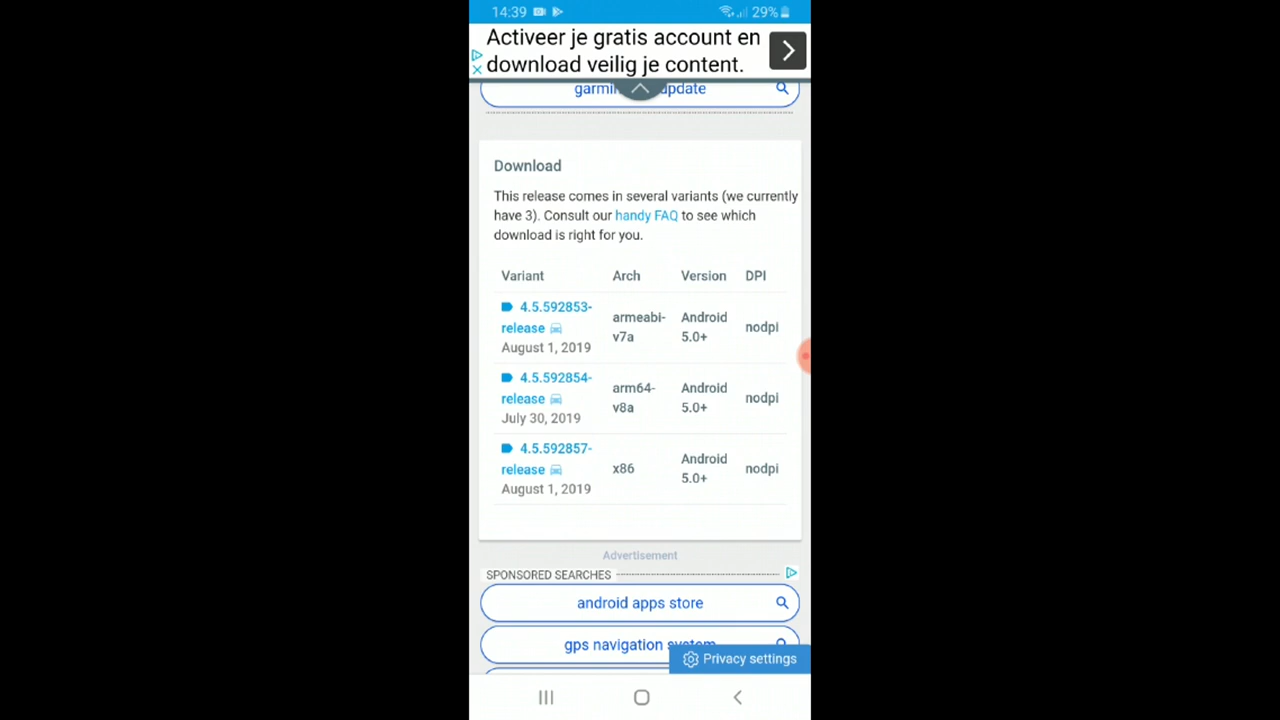 14:39 29%
Activeer je gratis account en
download veilig je content.
update
Download
This release comes in several variants (we currently
have 3). Consult our handy FAQ to see which
download is right for you.
Variant Arch Version DPI
4.5.592853-
release
August 1, 2019
armeabi-
v7a
Android
5.0+
nodpi
4.5.592854-
release
July 30, 2019
arm64-
v8a
Android
5.0+
nodpi
4.5.592857-
release
August 1, 2019
x86
Android
5.0+
nodpi
Advertisement
SPONSORED SEARCHES
android apps store
gps navigation system
Privacy settings